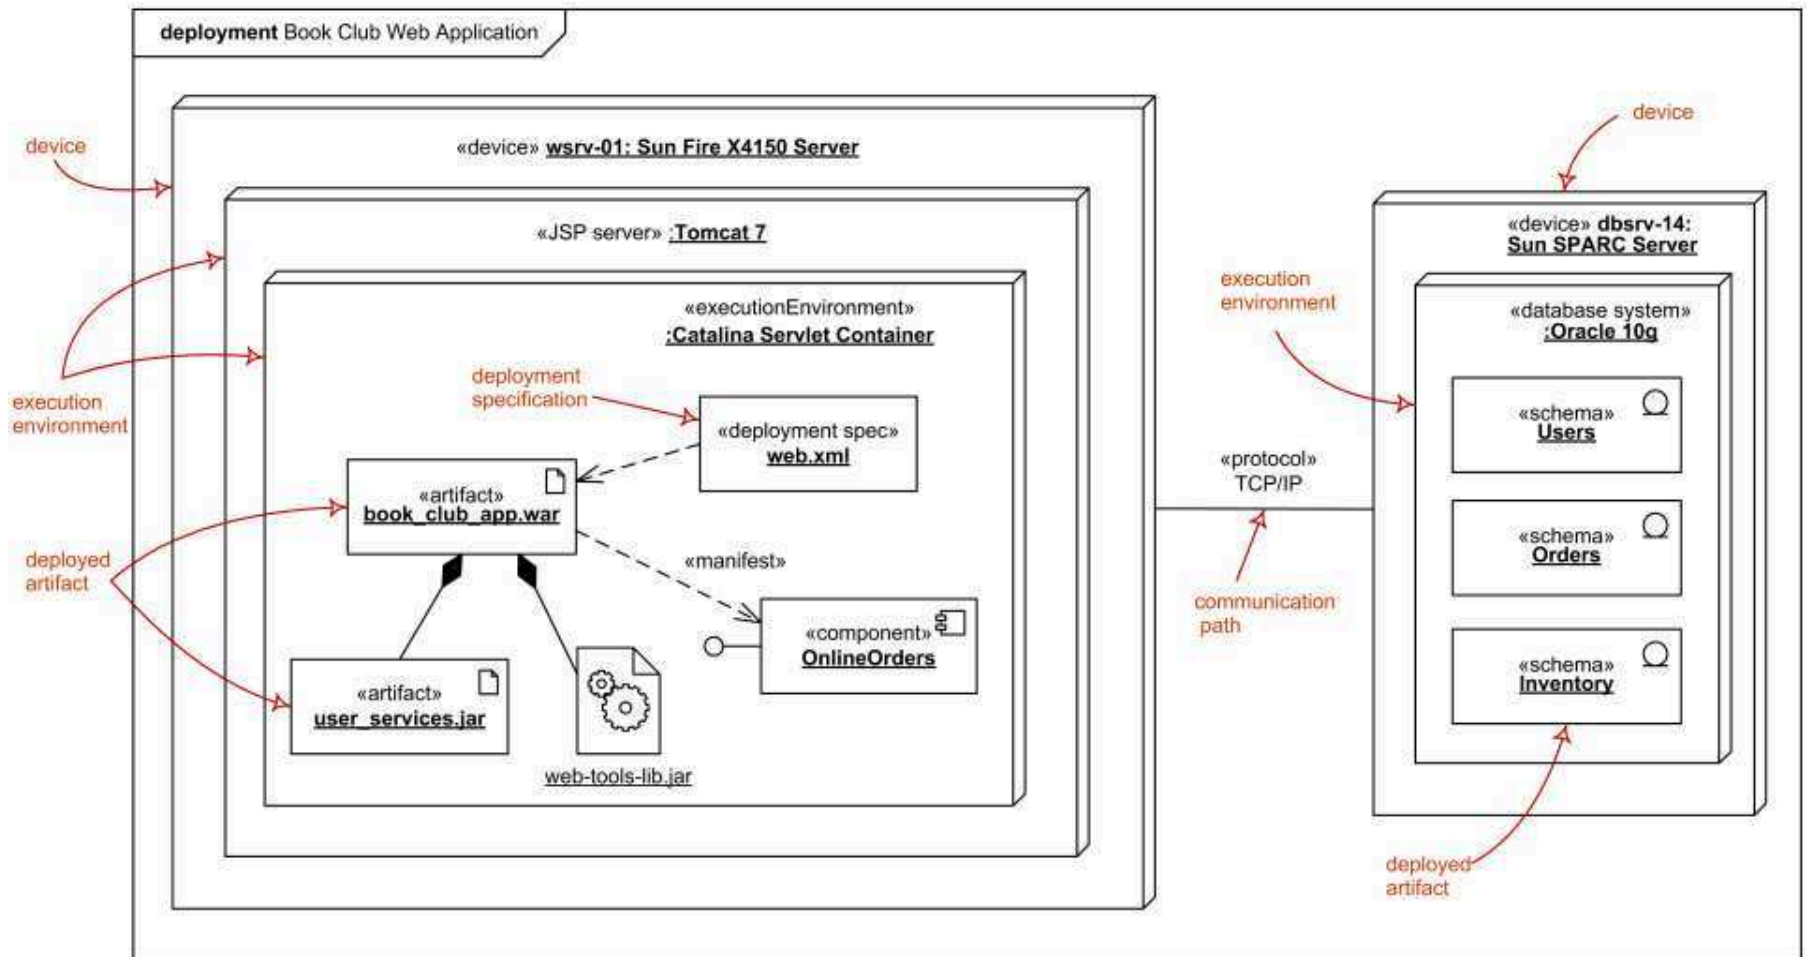 deployment Book Club Web Application
device
«device» wsrv-01: Sun Fire X4150 Server
«JSP server» :Tomcat 7
«executionEnvironment»
:Catalina Servlet Container
execution
environment
deployment
specification
«deployment spec»
web.xml
«artifact»
book_club_app.war
«manifest»
deployed
artifact
«component»
OnlineOrders
«artifact»
user_services.jar
web-tools-lib.jar
«protocol»
TCP/IP
communication
path
device
«device» dbsrv-14:
Sun SPARC Server
execution
environment
«database system»
:Oracle 10g
«schema»
Users
«schema»
Orders
«schema»
Inventory
deployed
artifact